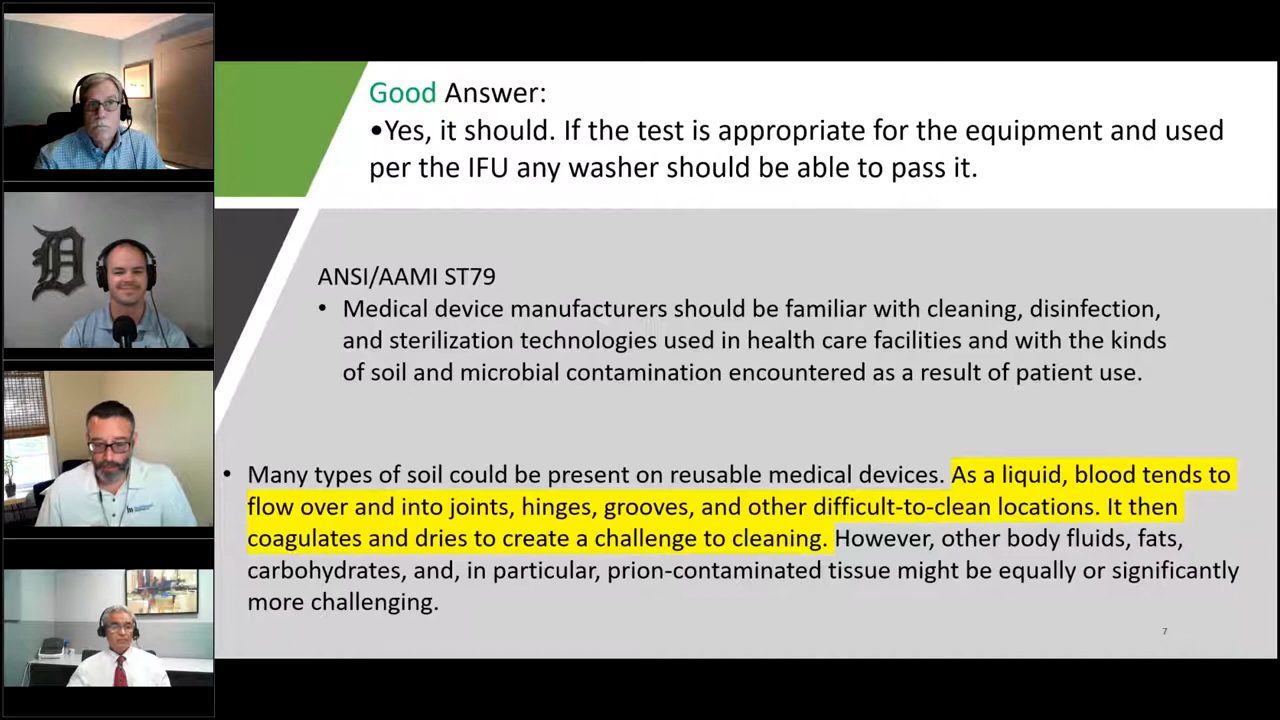 Good Answer:
•Yes, it should. If the test is appropriate for the equipment and used
per the IFU any washer should be able to pass it.
ANSI/AAMI ST79
• Medical device manufacturers should be familiar with cleaning, disinfection,
and sterilization technologies used in health care facilities and with the kinds
of soil and microbial contamination encountered as a result of patient use.
• Many types of soil could be present on reusable medical devices. As a liquid, blood tends to
flow over and into joints, hinges, grooves, and other difficult-to-clean locations. It then
coagulates and dries to create a challenge to cleaning. However, other body fluids, fats,
carbohydrates, and, in particular, prion-contaminated tissue might be equally or significantly
more challenging.
7
D